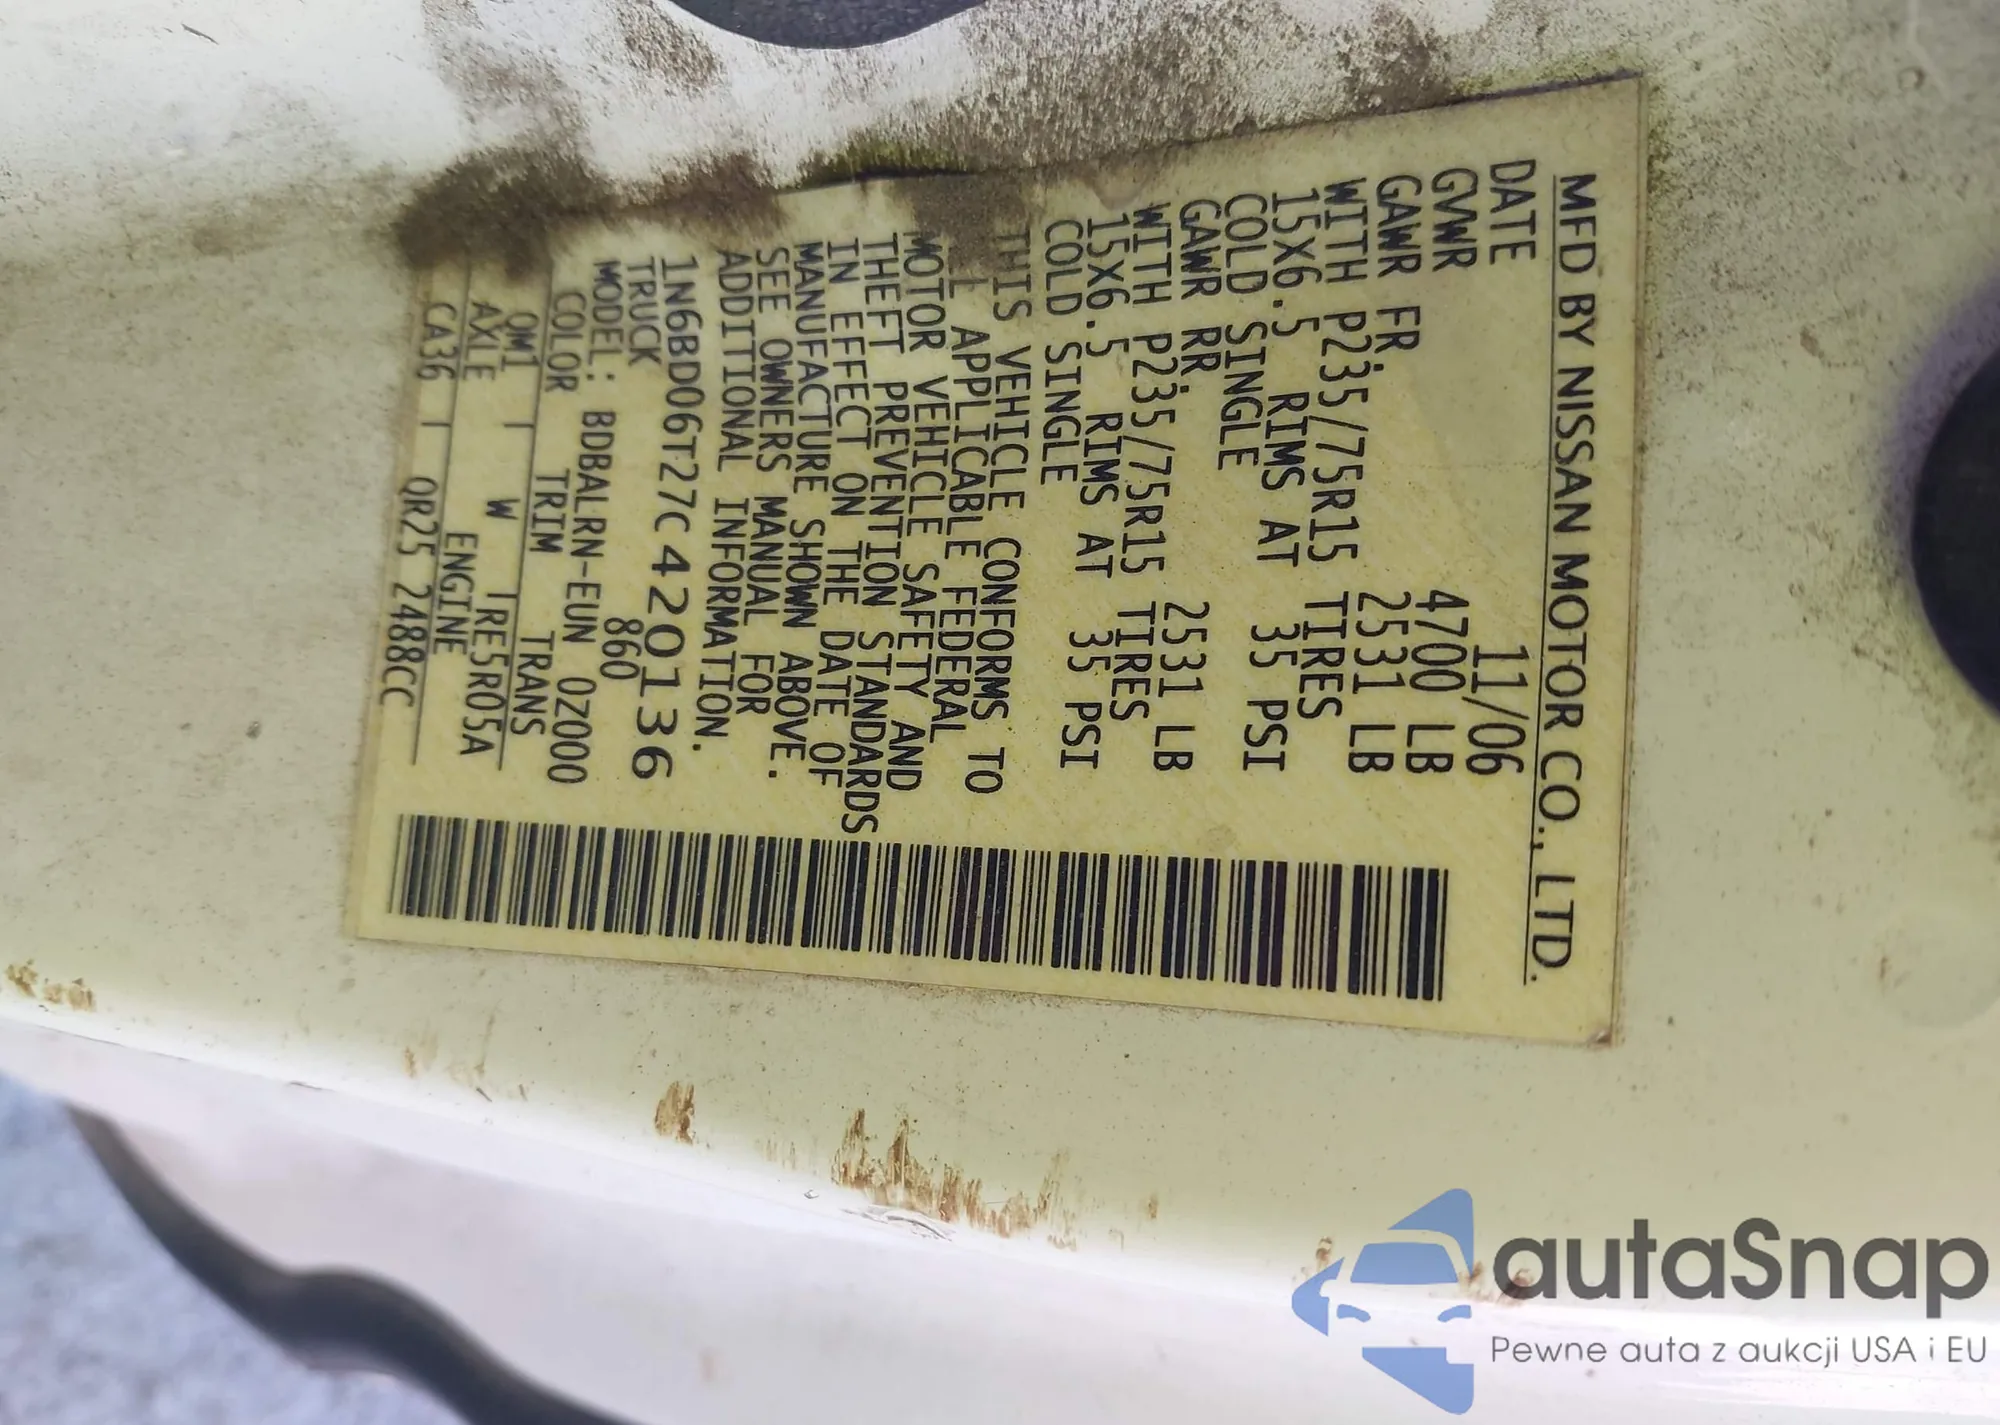 MFD BY NISSAN MOTOR CO., LTD.
DATE 11/06
GVWR 4700 LB
GAWR FR 2531 LB
WITH P235/75R15 TIRES
15X6.5 RIMS AT 35 PSI
COLD SINGLE
GAWR RR 2531 LB
WITH P235/75R15 TIRES
15X6.5 RIMS AT 35 PSI
COLD SINGLE
THIS VEHICLE CONFORMS TO
APPLICABLE FEDERAL
MOTOR VEHICLE SAFETY AND
THEFT PREVENTION STANDARDS
IN EFFECT ON THE DATE OF
MANUFACTURE SHOWN ABOVE.
SEE OWNERS MANUAL FOR
ADDITIONAL INFORMATION.
1N6BD06T27C420136
TRUCK 860
MODEL: BDBALRN-EUN 0Z000
COLOR TRIM TRANS
QM1 W TRE5R05A
AXLE ENGINE
CA36 QR25 2488CC
autaSnap
Pewne auta z aukcji USA i EU